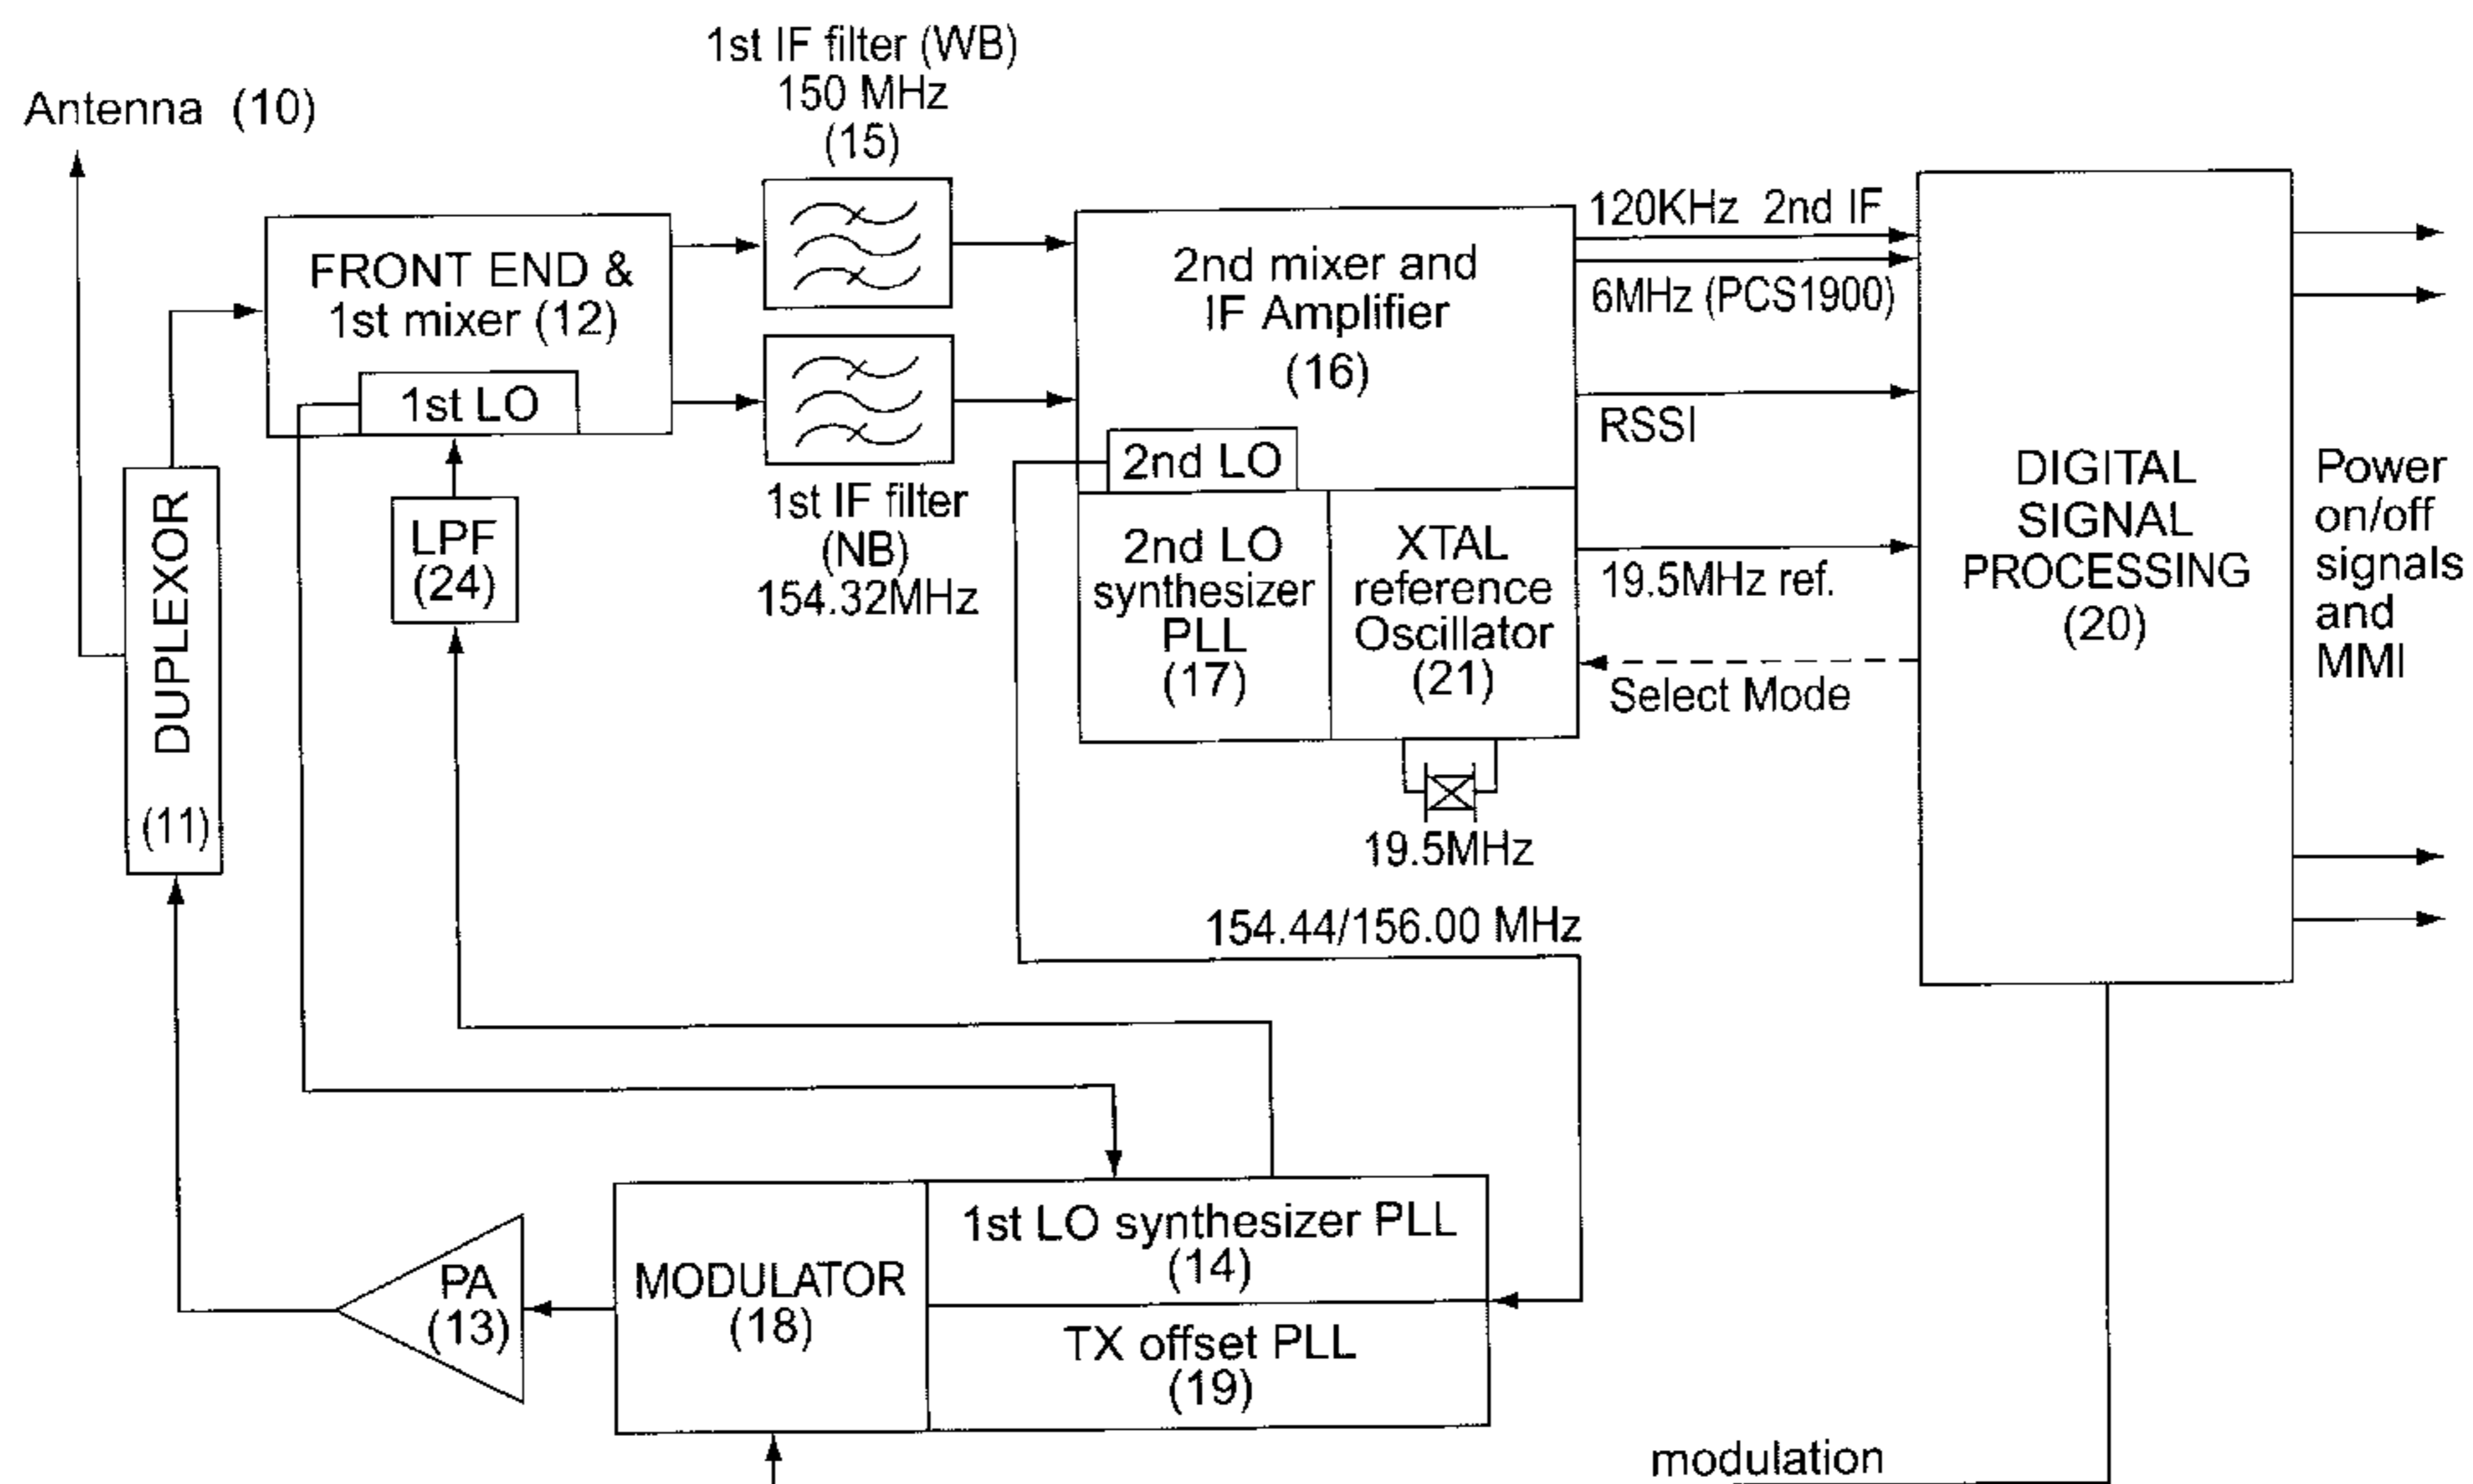 1st IF filter (WB)
150 MHz
(15)
Antenna (10)
FRONT END &
1st mixer (12)
1st LO
LPF
(24)
DUPLEXOR
(11)
1st IF filter
(NB)
154.32MHz
2nd mixer and
IF Amplifier
(16)
2nd LO
2nd LO
synthesizer
PLL
(17)
XTAL
reference
Oscillator
(21)
19.5MHz
120KHz 2nd IF
6MHz (PCS1900)
RSSI
19.5MHz ref.
Select Mode
DIGITAL
SIGNAL
PROCESSING
(20)
Power
on/off
signals
and
MMI
154.44/156.00 MHz
PA
(13)
MODULATOR
(18)
1st LO synthesizer PLL
(14)
TX offset PLL
(19)
modulation